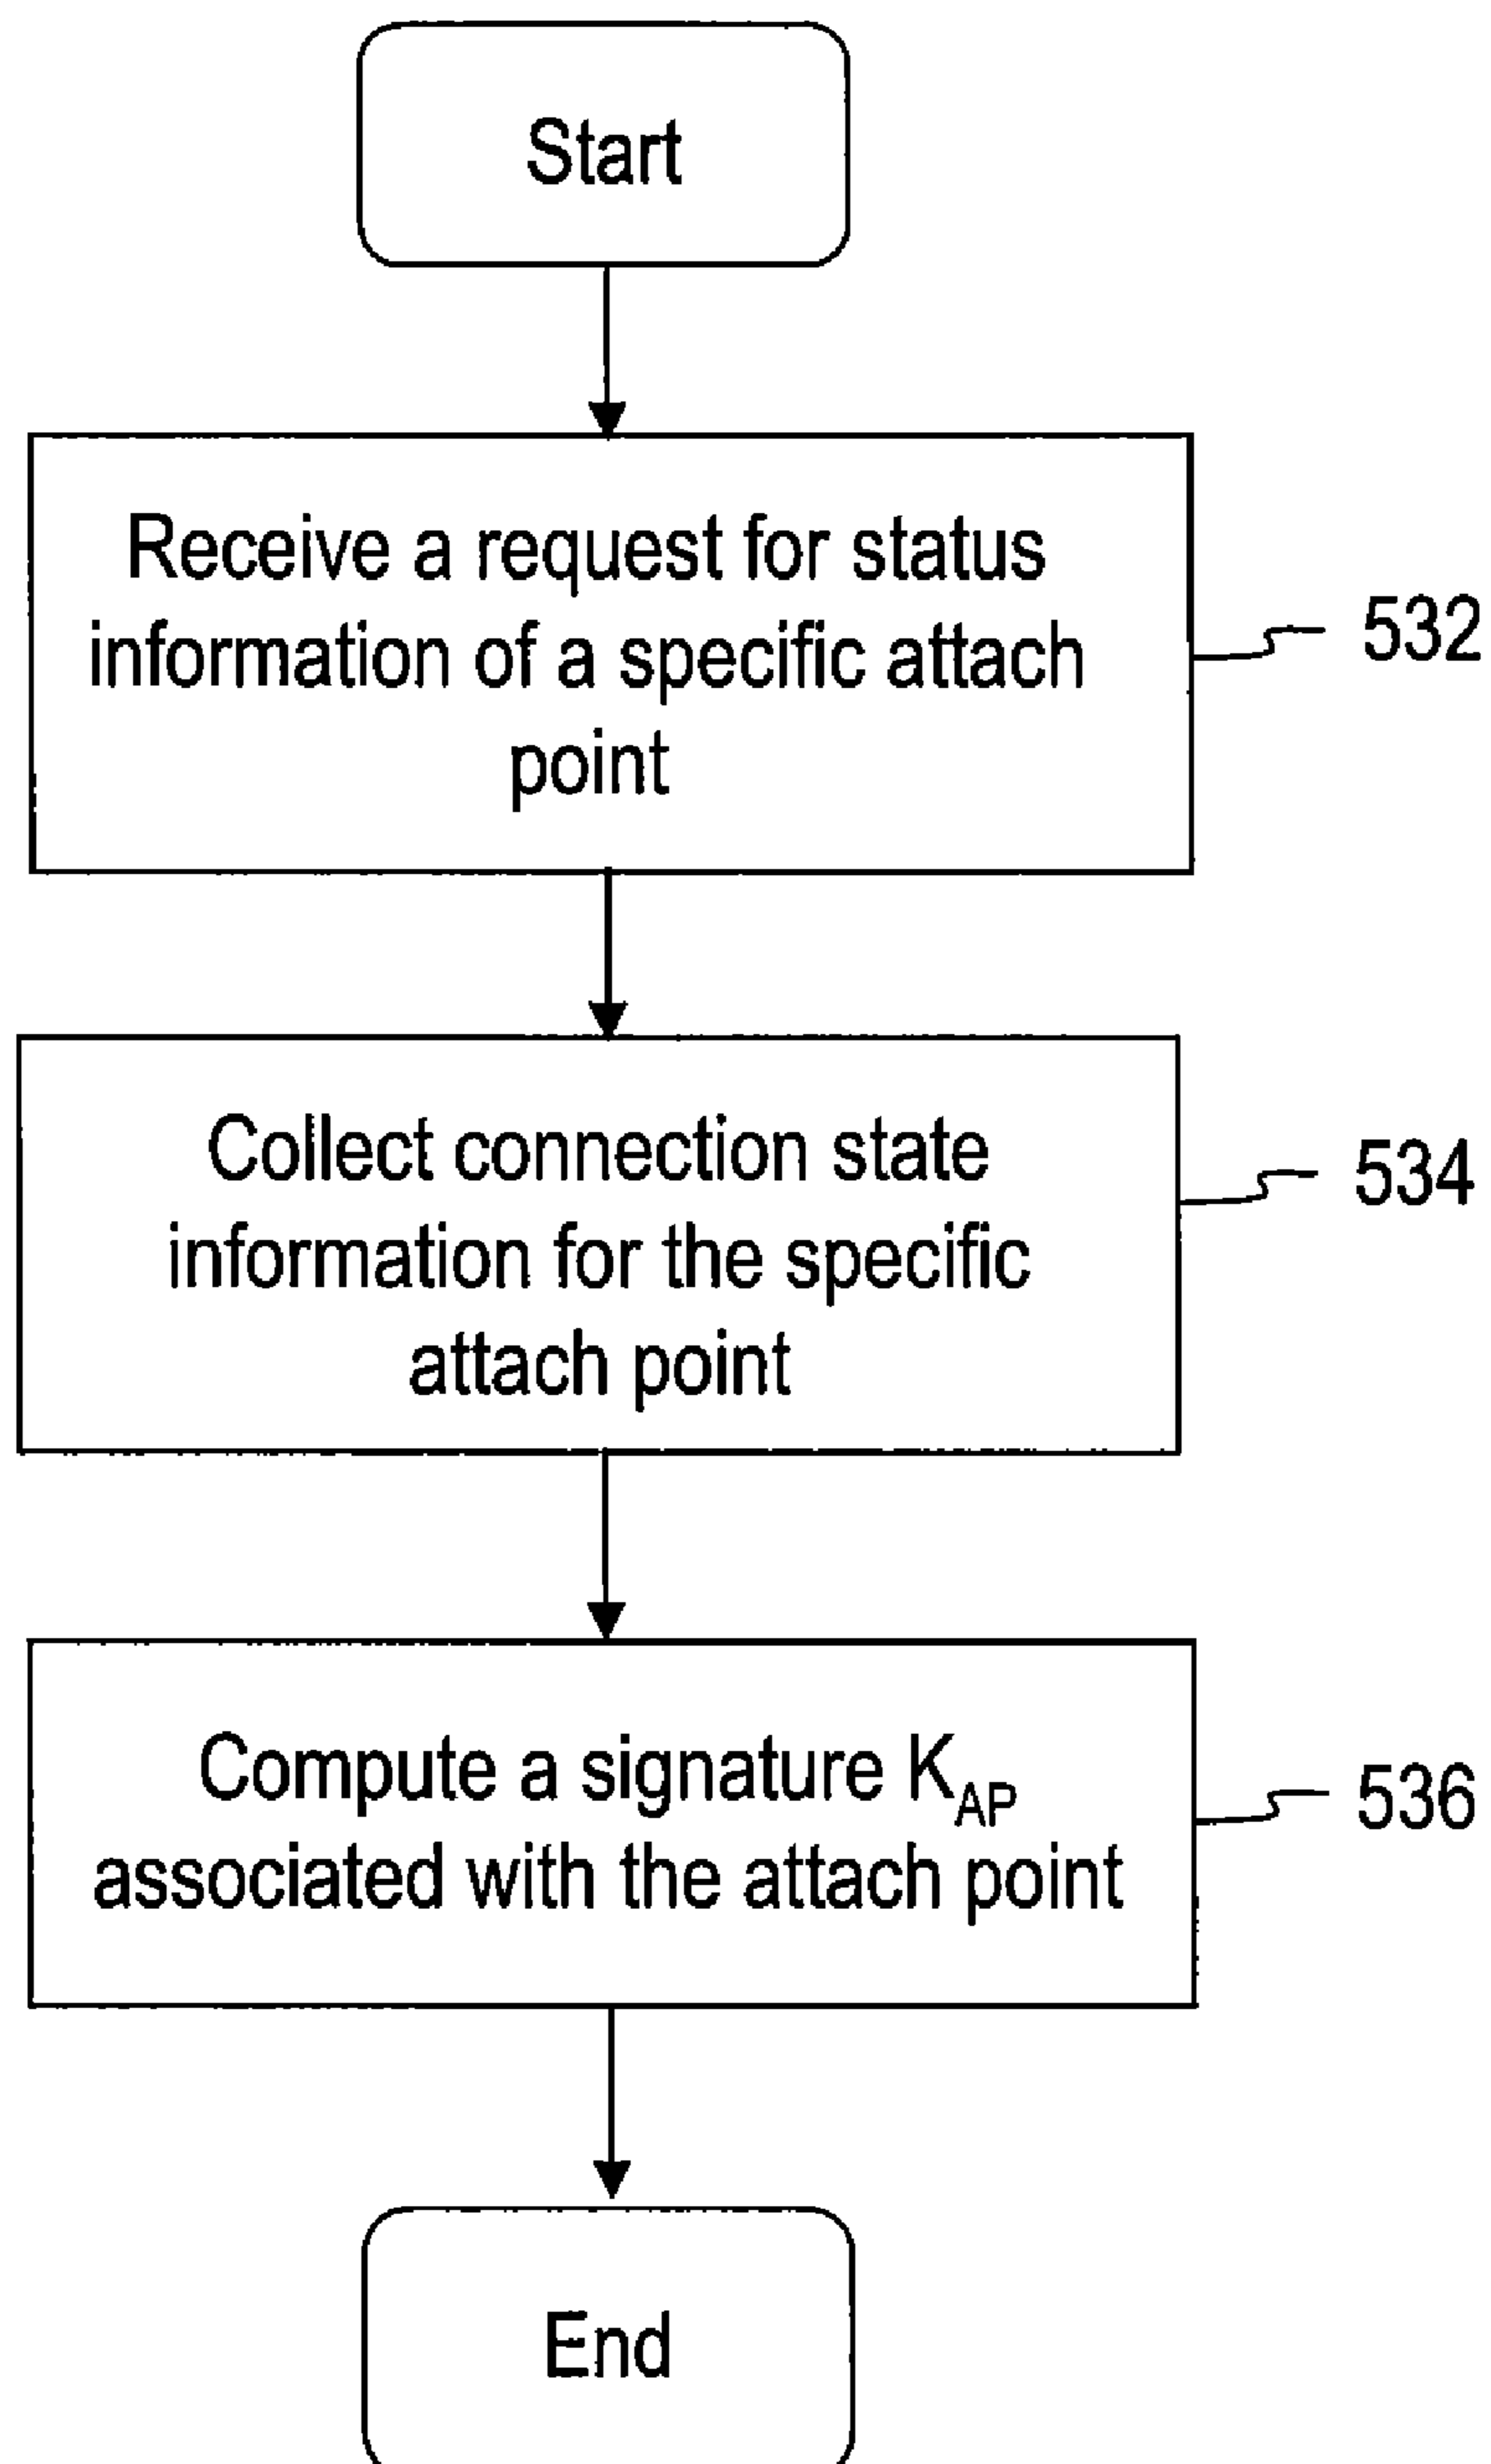 Start
Receive a request for status
information of a specific attach
point
532
Collect connection state
information for the specific
attach point
534
Compute a signature K_AP
associated with the attach point
536
End